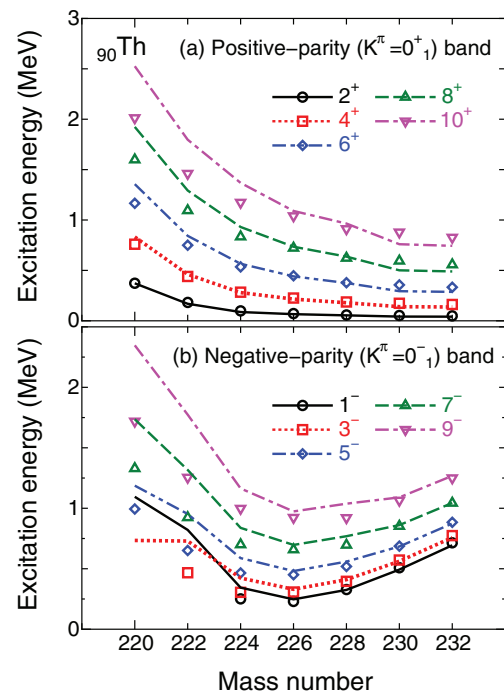 ₉₀Th (a) Positive-parity (K^π=0⁺₁) band
2⁺ 8⁺
4⁺ 10⁺
6⁺
Excitation energy (MeV)
3
2
1
0
(b) Negative-parity (K^π=0⁻₁) band
1⁻ 7⁻
3⁻ 9⁻
5⁻
Excitation energy (MeV)
2
1
0
220 222 224 226 228 230 232
Mass number